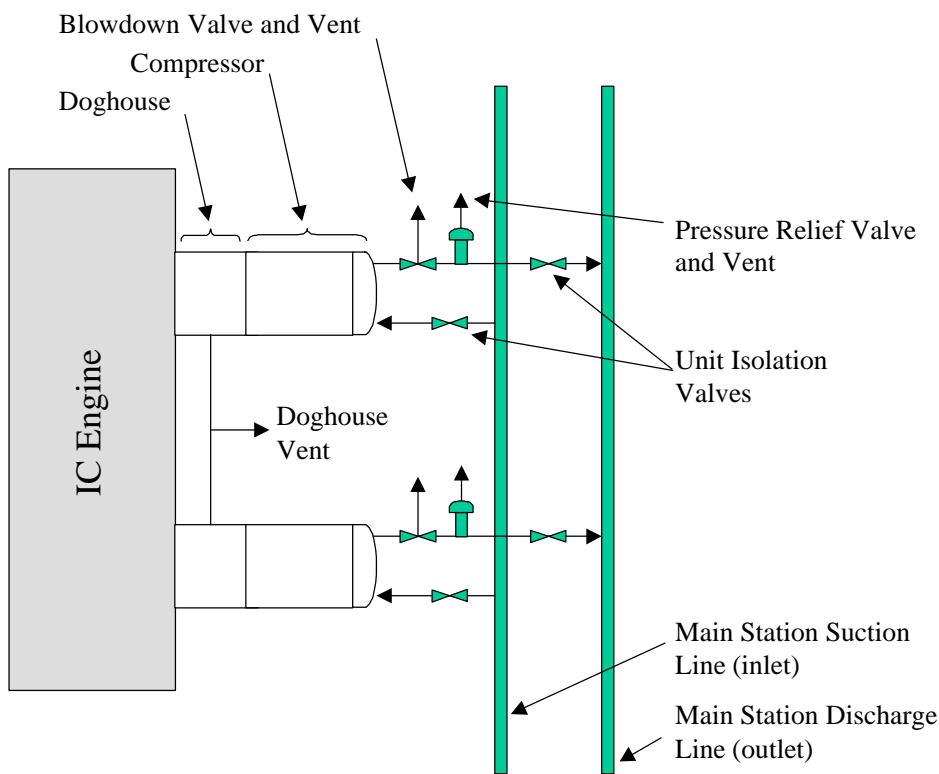 Blowdown Valve and Vent
Compressor
Doghouse
Pressure Relief Valve
and Vent
Unit Isolation
Valves
IC Engine
Doghouse
Vent
Main Station Suction
Line (inlet)
Main Station Discharge
Line (outlet)